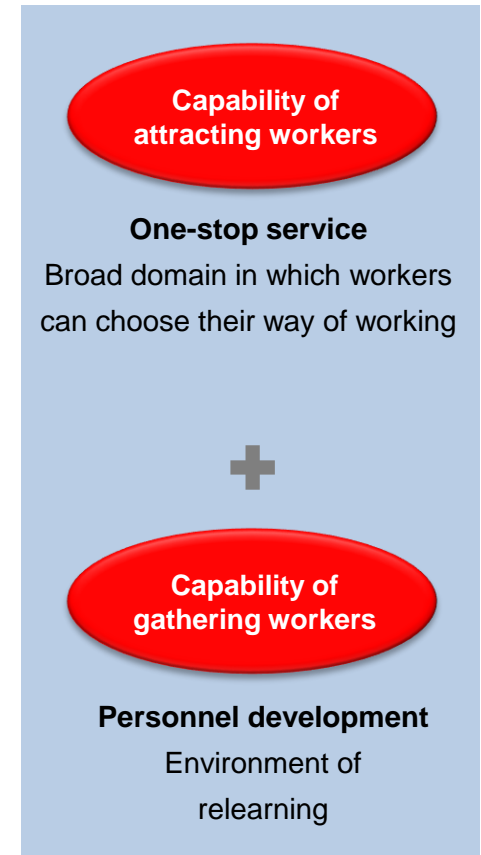 Capability of
attracting workers
One-stop service
Broad domain in which workers
can choose their way of working
Capability of
gathering workers
Personnel development
Environment of
relearning